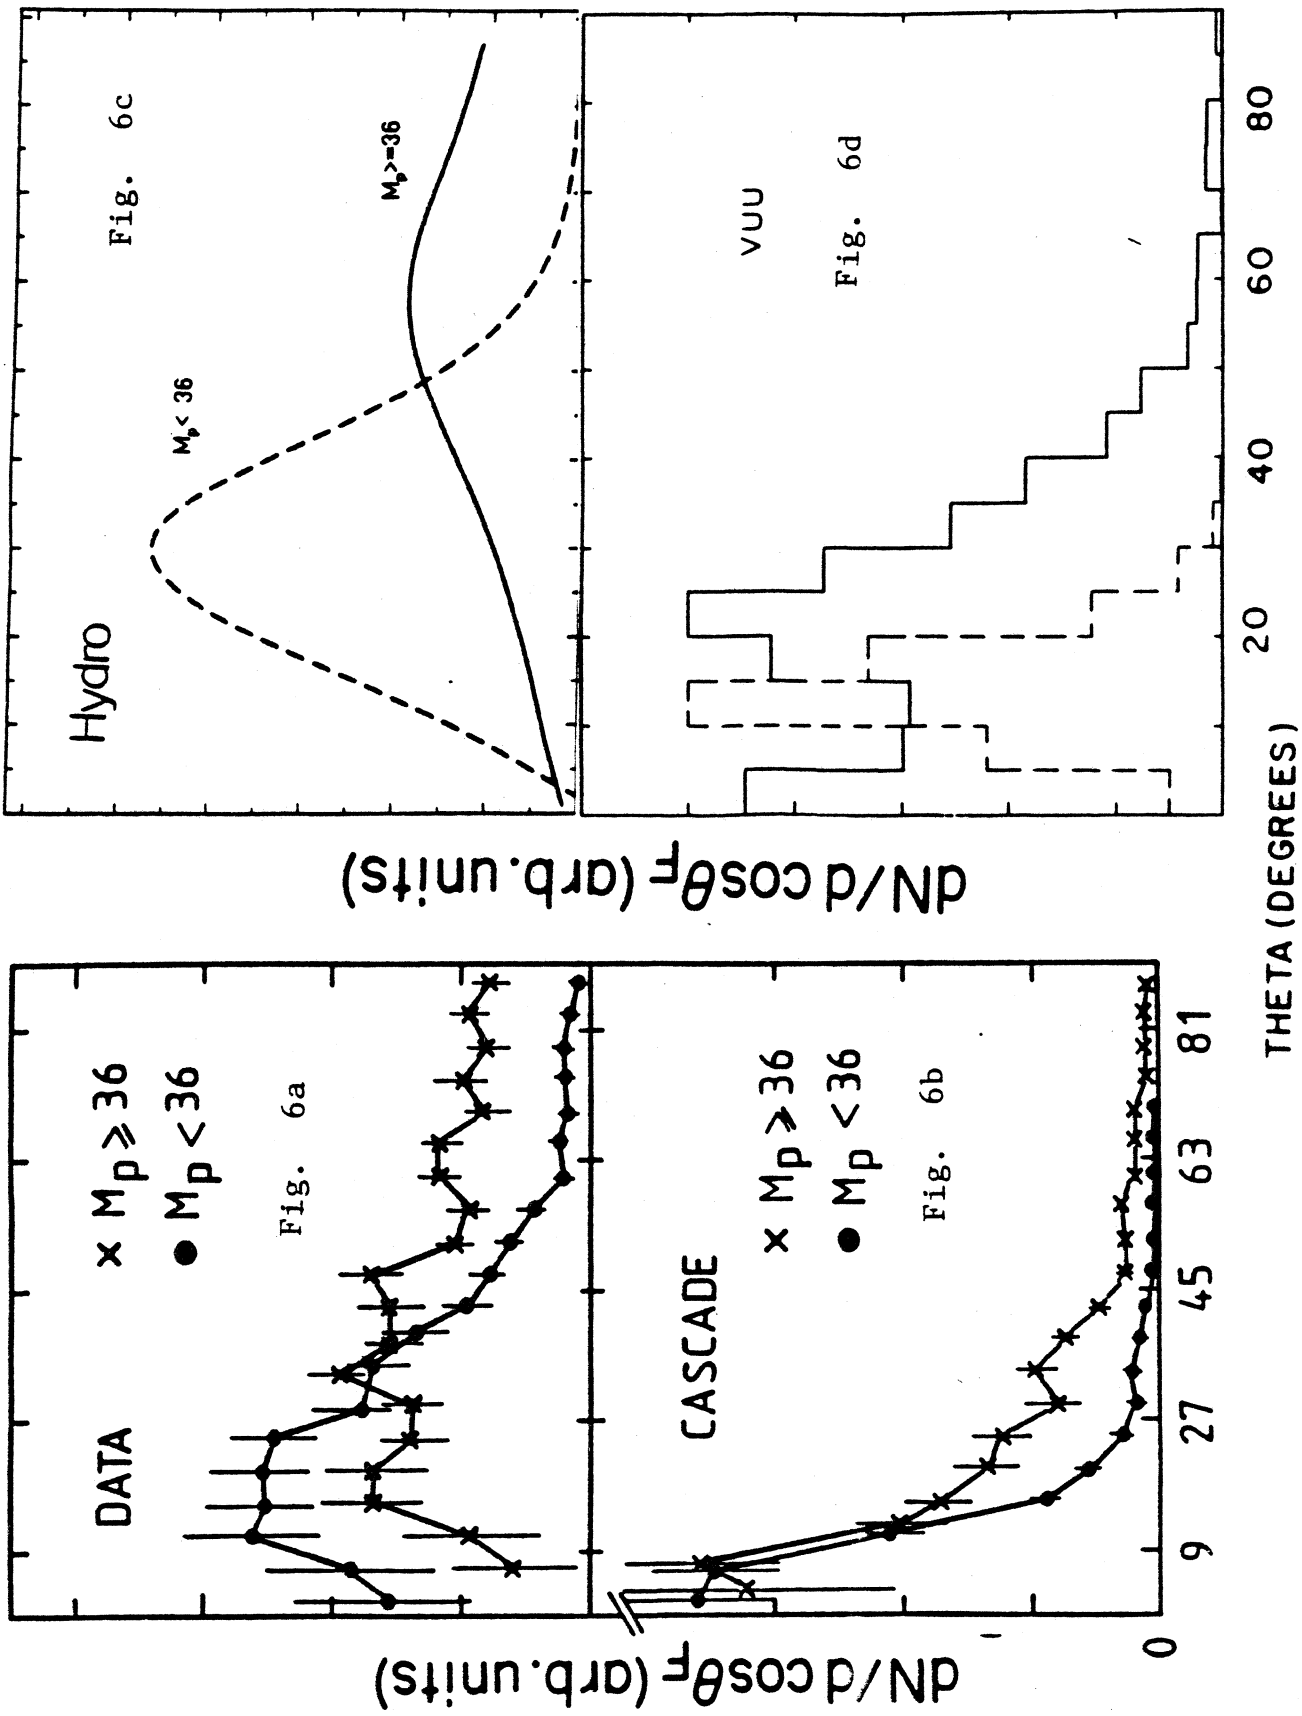 DATA
× Mp ⩾ 36
● Mp < 36
Fig. 6a
CASCADE
× Mp ⩾ 36
● Mp < 36
Fig. 6b
dN/d cosθF (arb. units)
0
9 27 45 63 81
Hydro
Fig. 6c
Mp < 36
Mp >=36
VUU
Fig. 6d
dN/d cosθF (arb. units)
20 40 60 80
THETA (DEGREES)